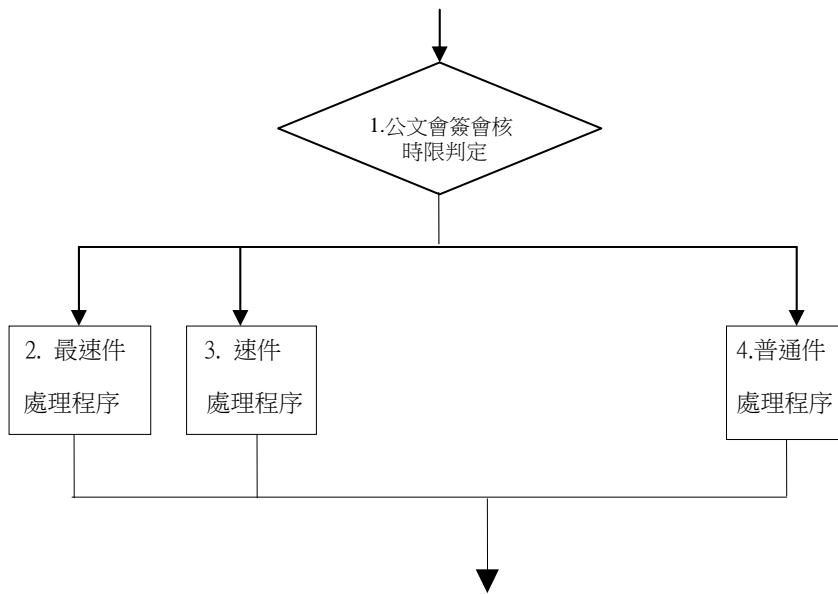 1.公文會簽會核
時限判定
2. 最速件
處理程序
3. 速件
處理程序
4.普通件
處理程序